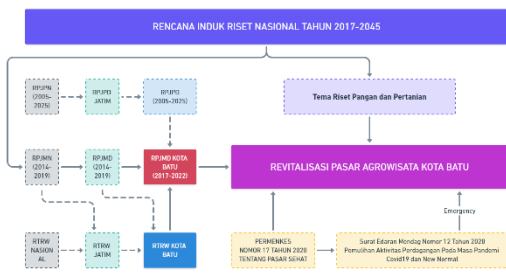 RENCANA INDUK RISET NASIONAL TAHUN 2017-2045
RPJPN
(2005-
2025)
RPJPD
JATIM
RPJPD
(2005-2025)
Tema Riset Pangan dan Pertanian
RPJMN
(2014-
2019)
RPJMD
(2014-
2019)
RPJMD KOTA
BATU
(2017-2022)
REVITALISASI PASAR AGROWISATA KOTA BATU
Emergency
RTRW
NASION
AL
RTRW
JATIM
RTRW KOTA
BATU
PERMENKES
NOMOR 17 TAHUN 2020
TENTANG PASAR SEHAT
Surat Edaran Mendag Nomor 12 Tahun 2020
Pemulihan Aktivitas Perdagangan Pada Masa Pandemi
Covid19 dan New Normal